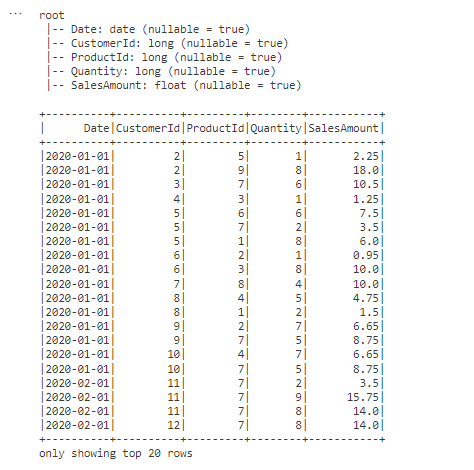 ...
root
 |-- Date: date (nullable = true)
 |-- CustomerId: long (nullable = true)
 |-- ProductId: long (nullable = true)
 |-- Quantity: long (nullable = true)
 |-- SalesAmount: float (nullable = true)
+----------+----------+---------+--------+-----------+
|      Date|CustomerId|ProductId|Quantity|SalesAmount|
+----------+----------+---------+--------+-----------+
|2020-01-01|         2|        5|       1|       2.25|
|2020-01-01|         2|        9|       8|       18.0|
|2020-01-01|         3|        7|       6|       10.5|
|2020-01-01|         4|        3|       1|       1.25|
|2020-01-01|         5|        6|       6|        7.5|
|2020-01-01|         5|        7|       2|        3.5|
|2020-01-01|         5|        1|       8|        6.0|
|2020-01-01|         6|        2|       1|       0.95|
|2020-01-01|         6|        3|       8|       10.0|
|2020-01-01|         7|        8|       4|       10.0|
|2020-01-01|         8|        4|       5|       4.75|
|2020-01-01|         8|        1|       2|        1.5|
|2020-01-01|         9|        2|       7|       6.65|
|2020-01-01|         9|        7|       5|       8.75|
|2020-01-01|        10|        4|       7|       6.65|
|2020-01-01|        10|        7|       5|       8.75|
|2020-02-01|        11|        7|       2|        3.5|
|2020-02-01|        11|        7|       9|      15.75|
|2020-02-01|        11|        7|       8|       14.0|
|2020-02-01|        12|        7|       8|       14.0|
+----------+----------+---------+--------+-----------+
only showing top 20 rows